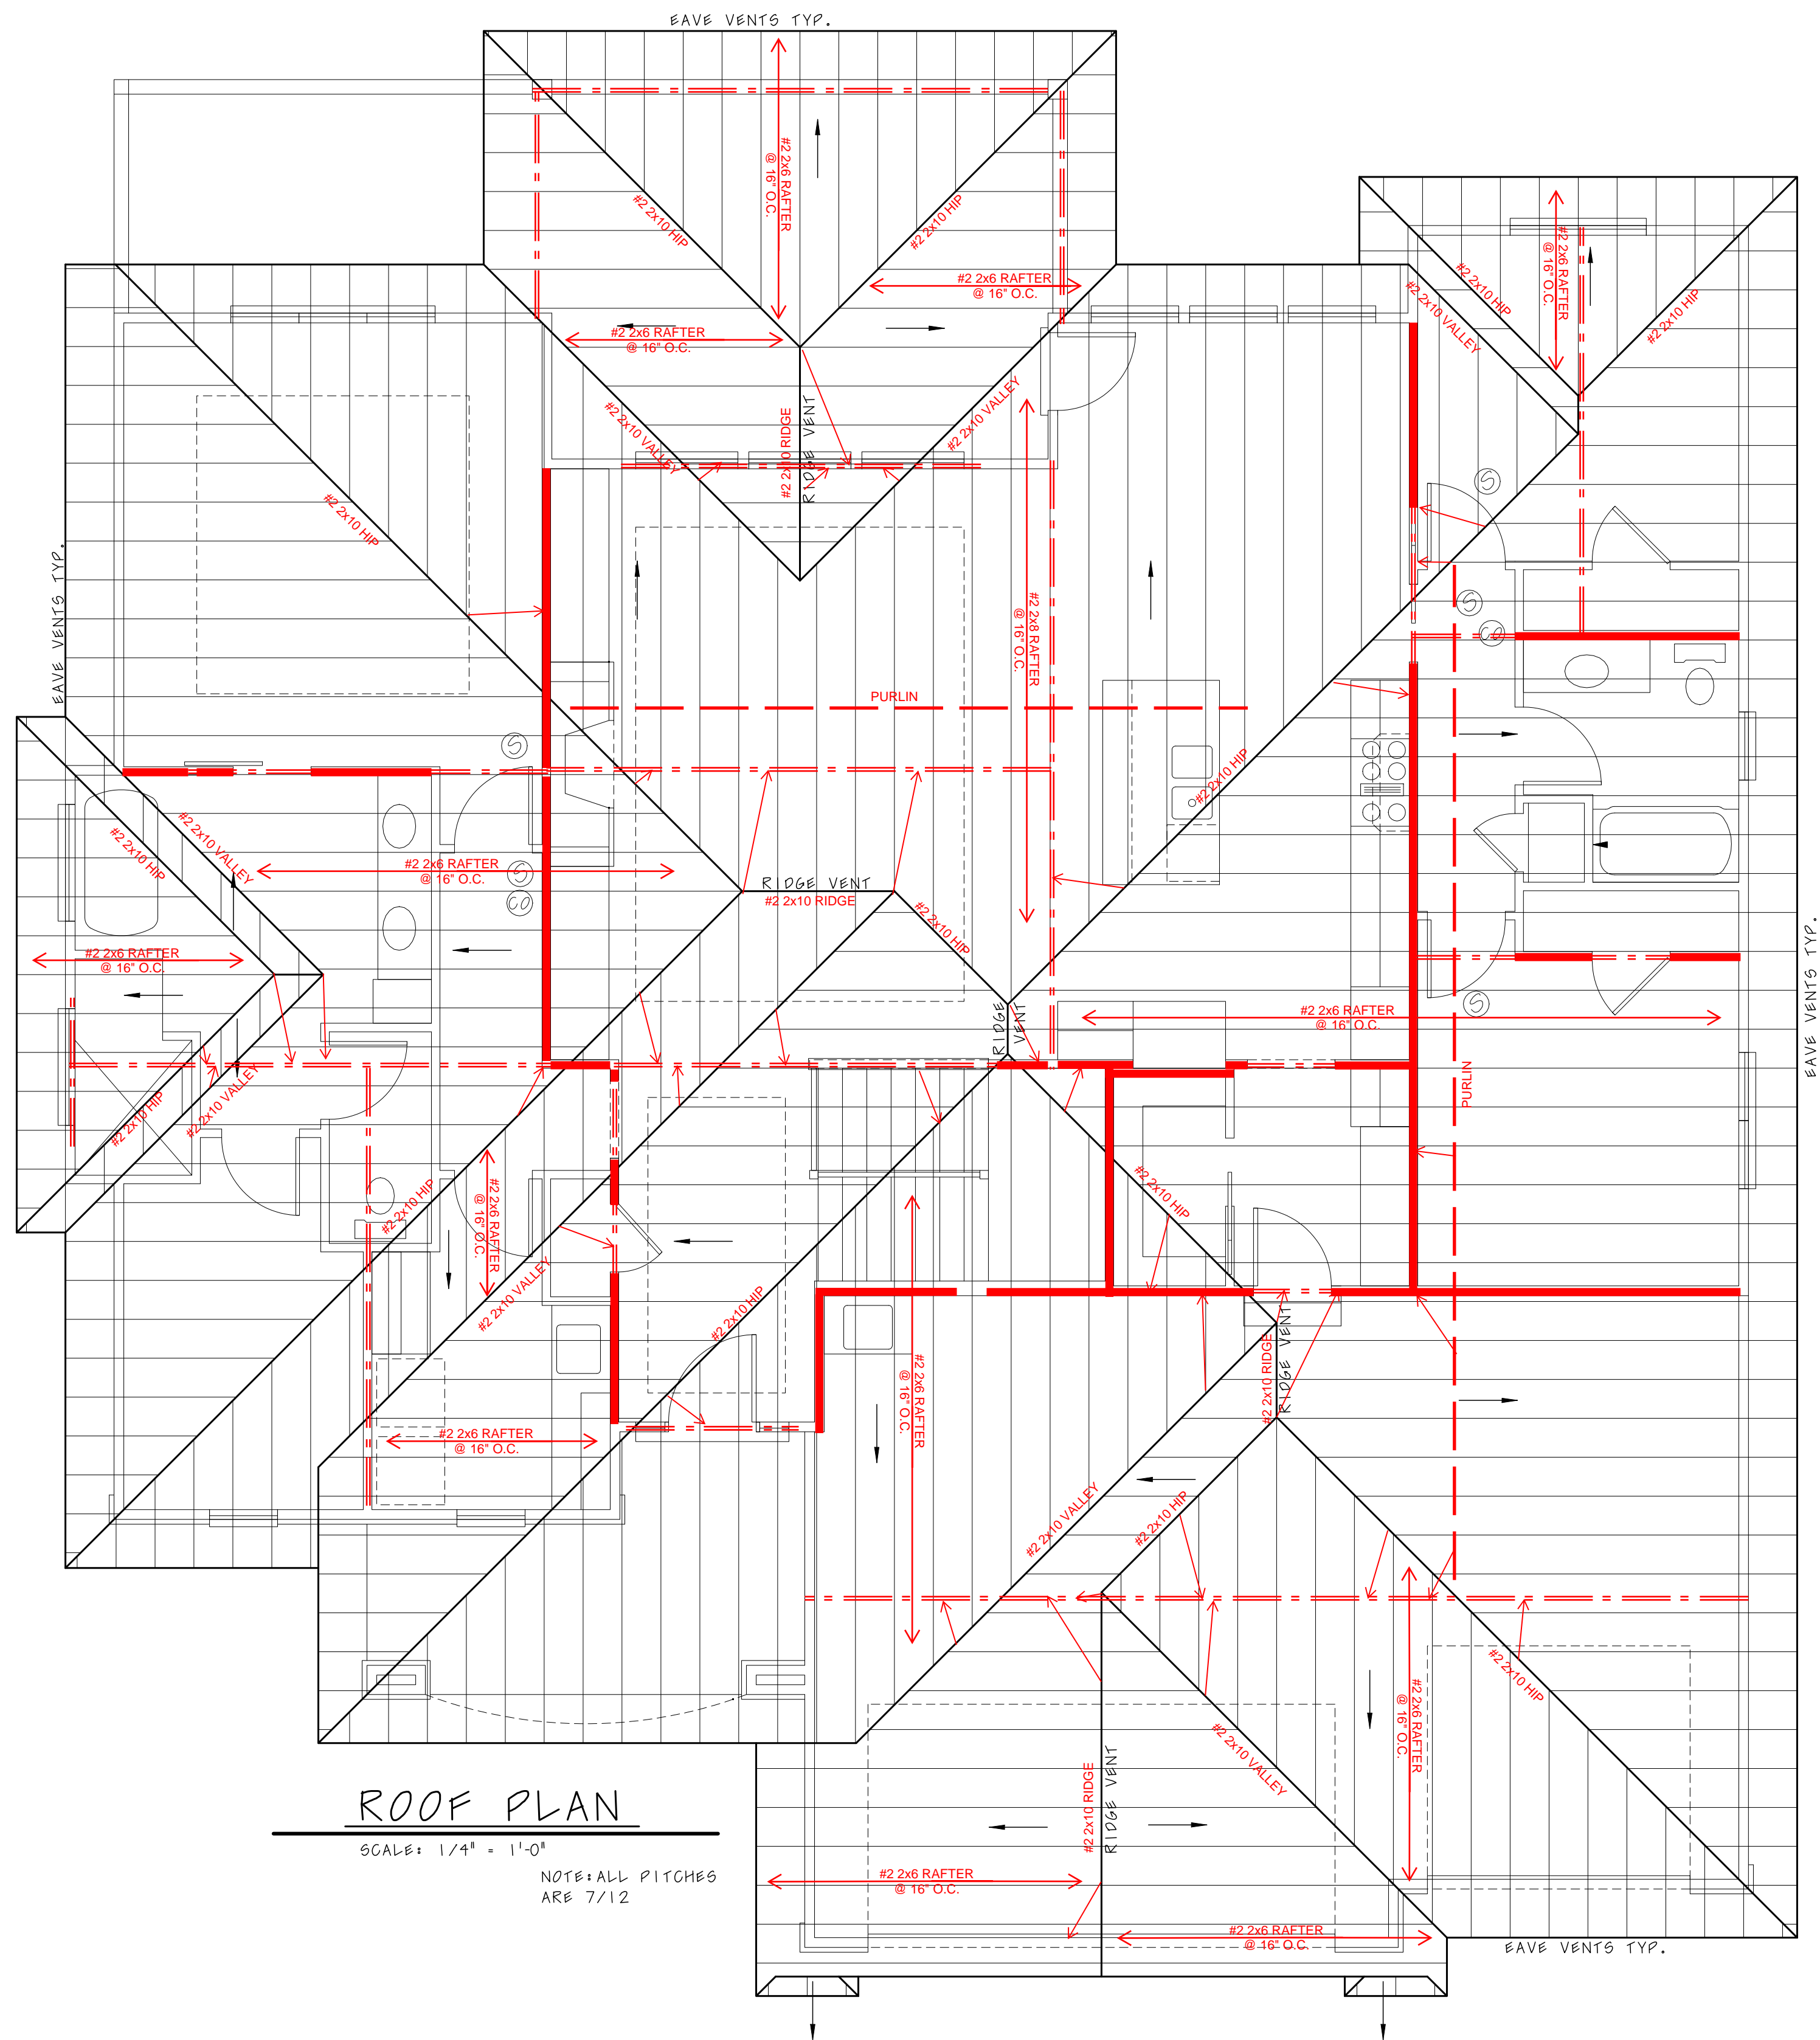 EAVE VENTS TYP.
#2 2x6 RAFTER
@ 16" O.C.
#2 2x10 HIP
#2 2x10 HIP
#2 2x6 RAFTER
@ 16" O.C.
#2 2x6 RAFTER
@ 16" O.C.
#2 2x6 RAFTER
@ 16" O.C.
#2 2x10 HIP
#2 2x10 HIP
#2 2x10 VALLEY
#2 2x10 VALLEY
#2 2x10 RIDGE
RIDGE VENT
#2 2x10 VALLEY
#2 2x10 HIP
EAVE VENTS TYP.
S
#2 2x8 RAFTER
@ 16" O.C.
S
CO
PURLIN
S
#2 2x10 HIP
#2 2x10 VALLEY
#2 2x10 HIP
#2 2x6 RAFTER
@ 16" O.C.
S
CO
RIDGE VENT
#2 2x10 RIDGE
#2 2x10 HIP
#2 2x6 RAFTER
@ 16" O.C.
S
RIDGE
VENT
#2 2x6 RAFTER
@ 16" O.C.
EAVE VENTS TYP.
PURLIN
#2 2x10 HIP
#2 2x10 VALLEY
#2 2x10 HIP
#2 2x6 RAFTER
@ 16" O.C.
#2 2x10 HIP
#2 2x10 VALLEY
#2 2x10 HIP
#2 2x6 RAFTER
@ 16" O.C.
#2 2x10 RIDGE
RIDGE VENT
#2 2x6 RAFTER
@ 16" O.C.
#2 2x10 VALLEY
#2 2x10 HIP
#2 2x6 RAFTER
@ 16" O.C.
#2 2x10 HIP
#2 2x10 VALLEY
#2 2x10 RIDGE
RIDGE VENT
ROOF PLAN
SCALE: 1/4" = 1'-0"
NOTE: ALL PITCHES
ARE 7/12
#2 2x6 RAFTER
@ 16" O.C.
#2 2x6 RAFTER
@ 16" O.C.
EAVE VENTS TYP.